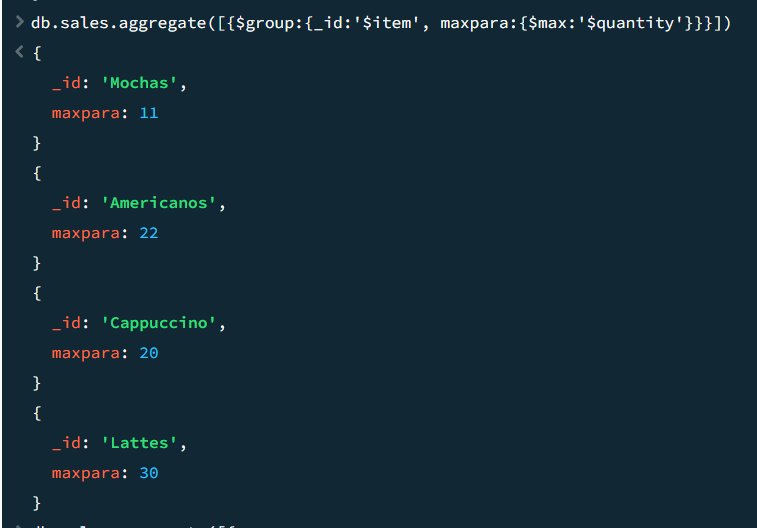 > db.sales.aggregate([{$group:{_id:'$item', maxpara:{$max:'$quantity'}}}])
< {
_id: 'Mochas',
maxpara: 11
}
{
_id: 'Americanos',
maxpara: 22
}
{
_id: 'Cappuccino',
maxpara: 20
}
{
_id: 'Lattes',
maxpara: 30
}